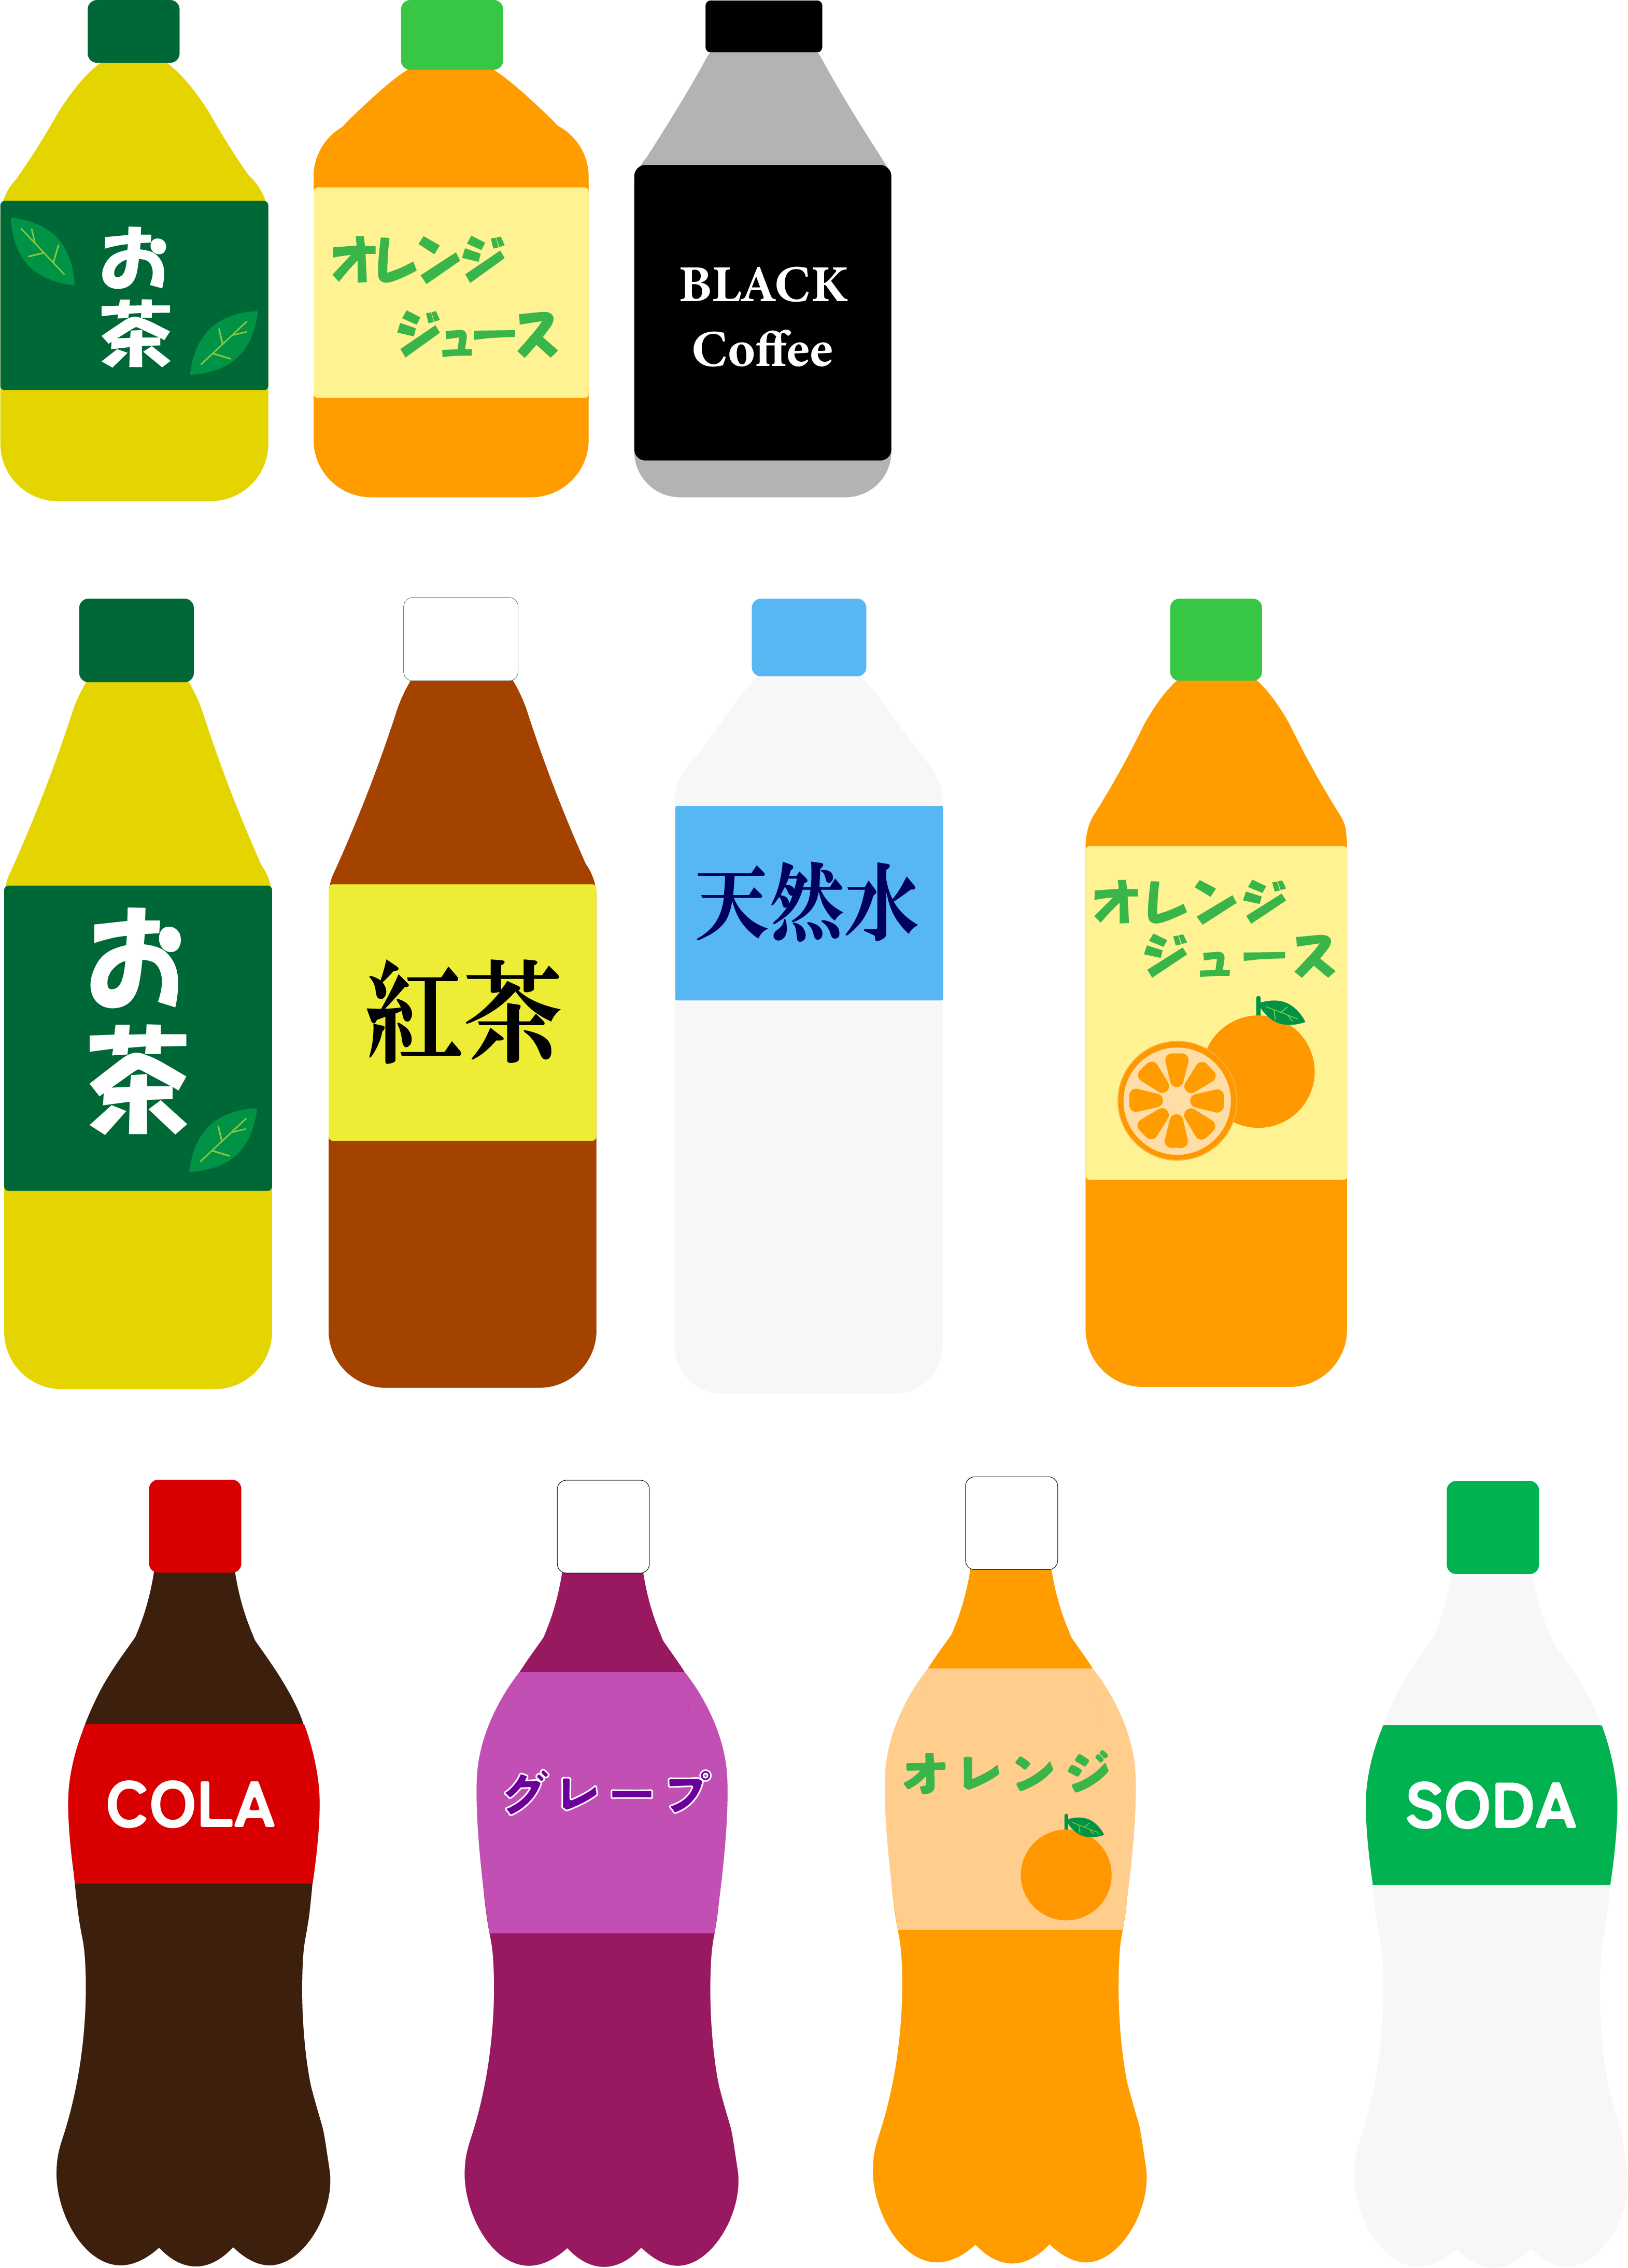 お茶
オレンジ
ジュース
BLACK
Coffee
お茶
紅茶
天然水
オレンジ
ジュース
COLA
グレープ
オレンジ
SODA